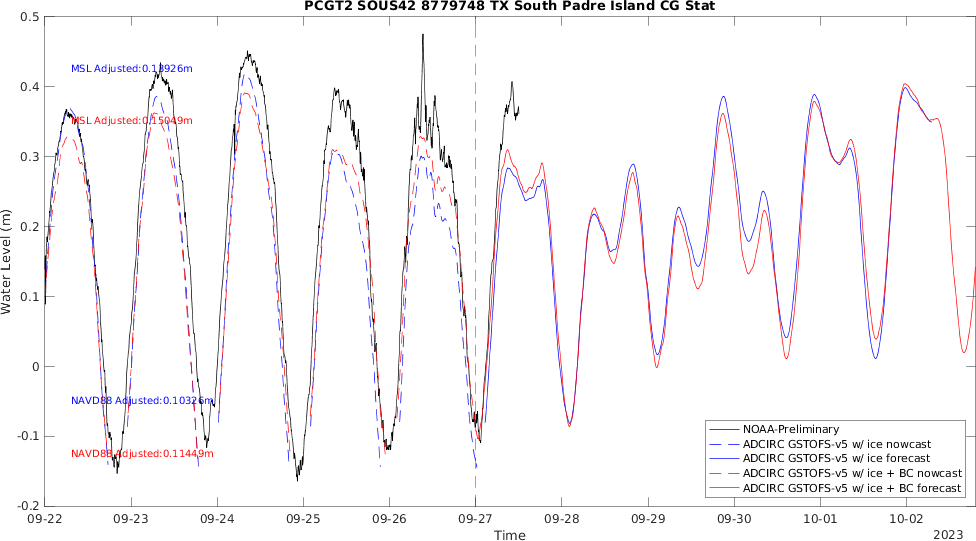 PCGT2 SOUS42 8779748 TX South Padre Island CG Stat
0.5
0.4
0.3
0.2
0.1
0
-0.1
-0.2
Water Level (m)
MSL Adjusted:0.13926m
MSL Adjusted:0.15049m
NAVD88 Adjusted:0.10326m
NAVD88 Adjusted:0.11449m
NOAA-Preliminary
ADCIRC GSTOFS-v5 w/ ice nowcast
ADCIRC GSTOFS-v5 w/ ice forecast
ADCIRC GSTOFS-v5 w/ ice + BC nowcast
ADCIRC GSTOFS-v5 w/ ice + BC forecast
09-22 09-23 09-24 09-25 09-26 09-27 09-28 09-29 09-30 10-01 10-02
Time
2023